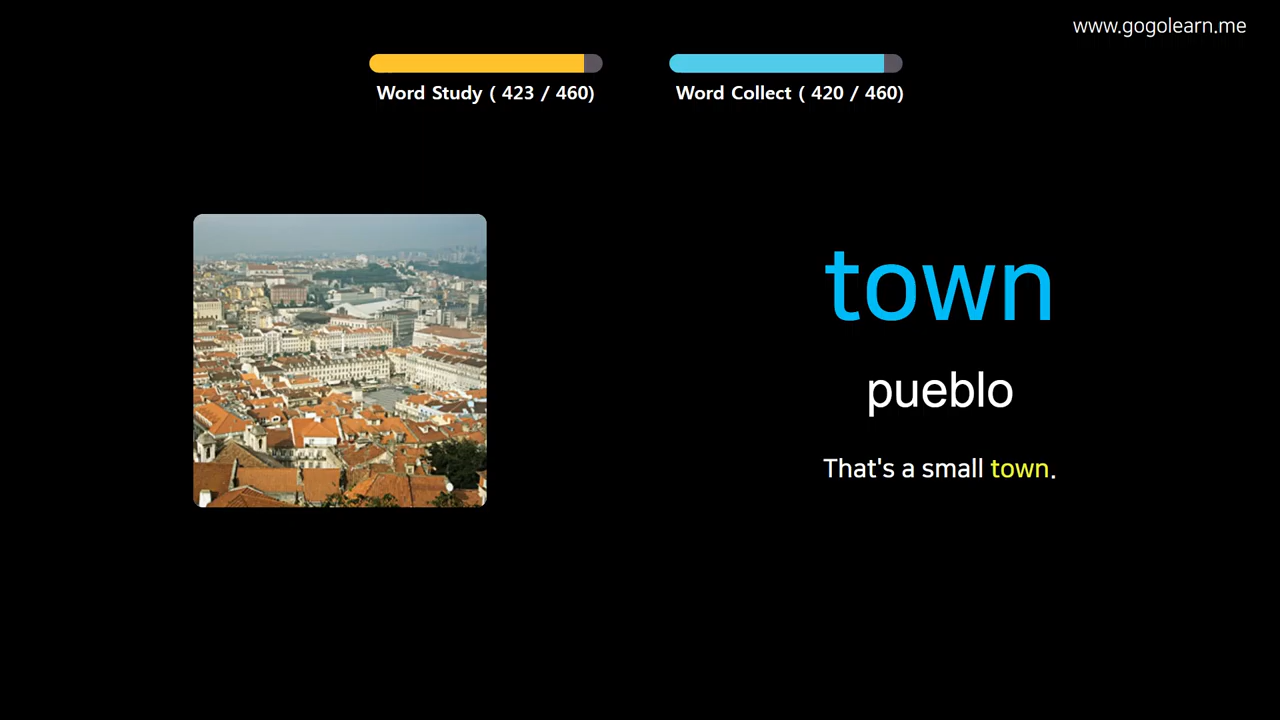 www.gogolearn.me
Word Study ( 423 / 460)
Word Collect ( 420 / 460)
town
pueblo
That's a small town.